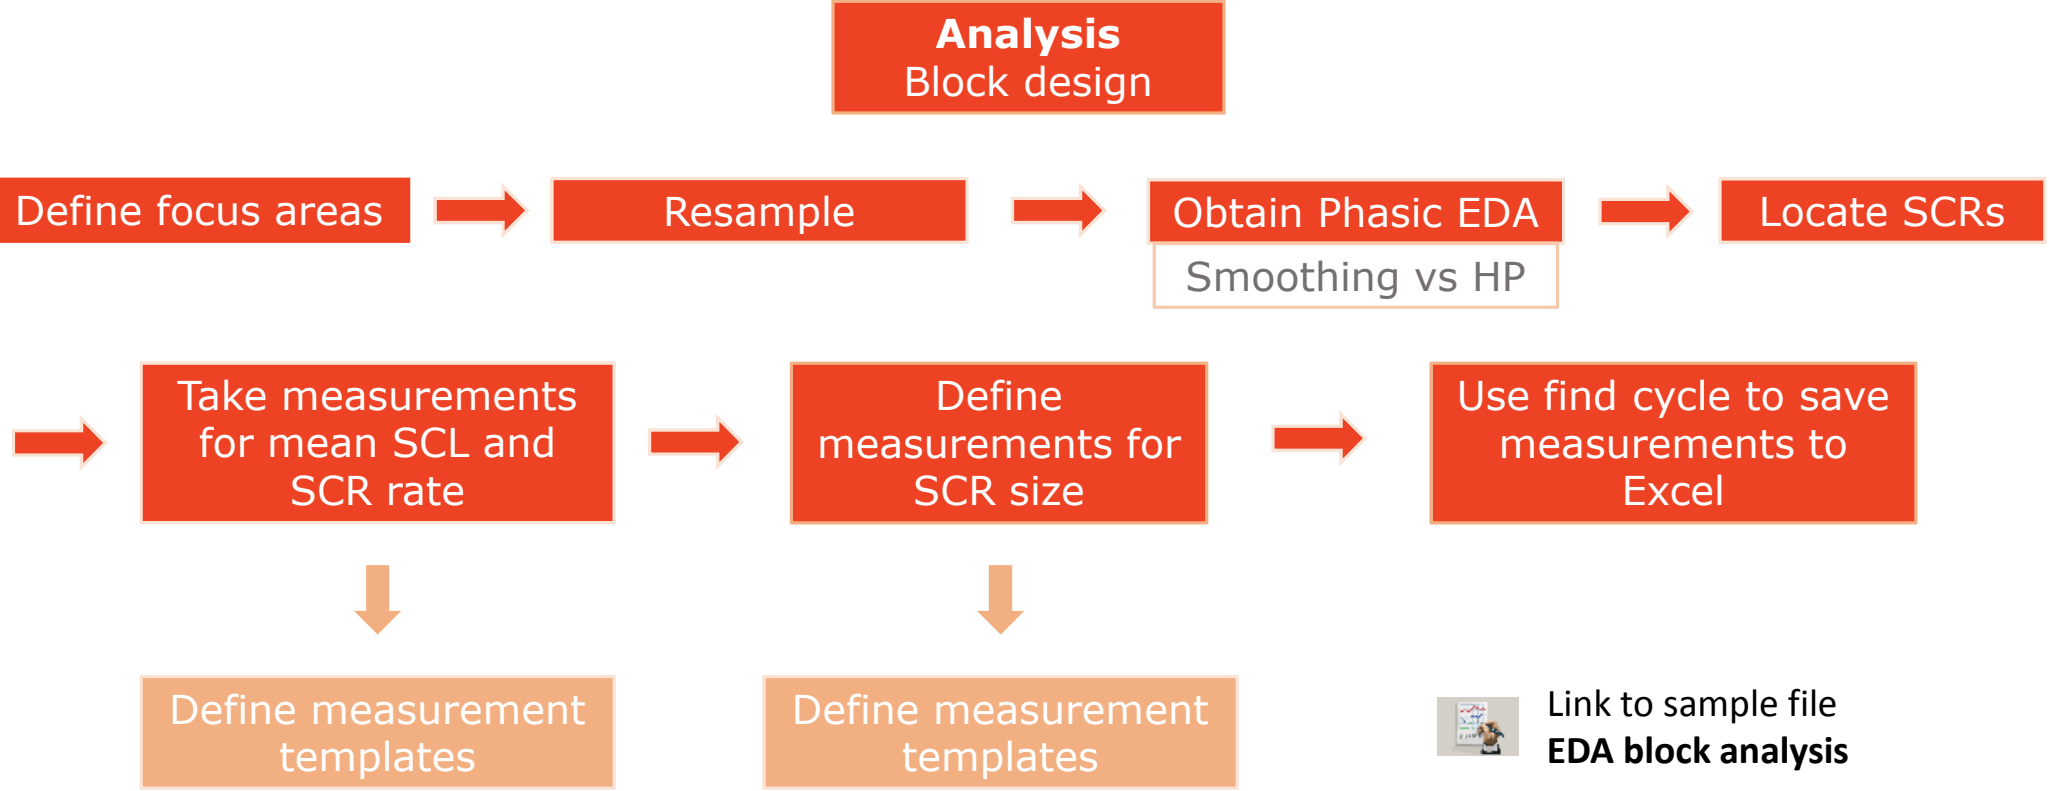 Analysis
Block design
Define focus areas
Resample
Obtain Phasic EDA
Locate SCRs
Smoothing vs HP
Take measurements
for mean SCL and
SCR rate
Define
measurements for
SCR size
Use find cycle to save
measurements to
Excel
Define measurement
templates
Define measurement
templates
Link to sample file
EDA block analysis